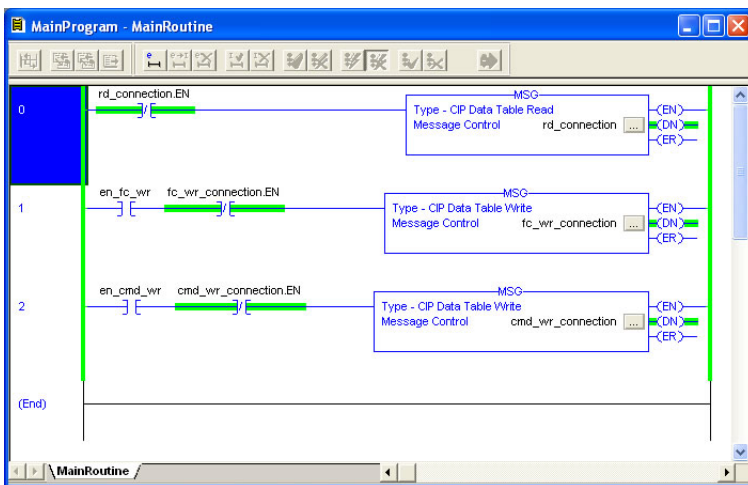 MainProgram - MainRoutine
rd_connection.EN
MSG
0
Type - CIP Data Table Read
Message Control rd_connection ...
(EN)
(DN)
(ER)
en_fc_wr fc_wr_connection.EN
MSG
1
Type - CIP Data Table Write
Message Control fc_wr_connection ...
(EN)
(DN)
(ER)
en_cmd_wr cmd_wr_connection.EN
MSG
2
Type - CIP Data Table Write
Message Control cmd_wr_connection ...
(EN)
(DN)
(ER)
(End)
MainRoutine